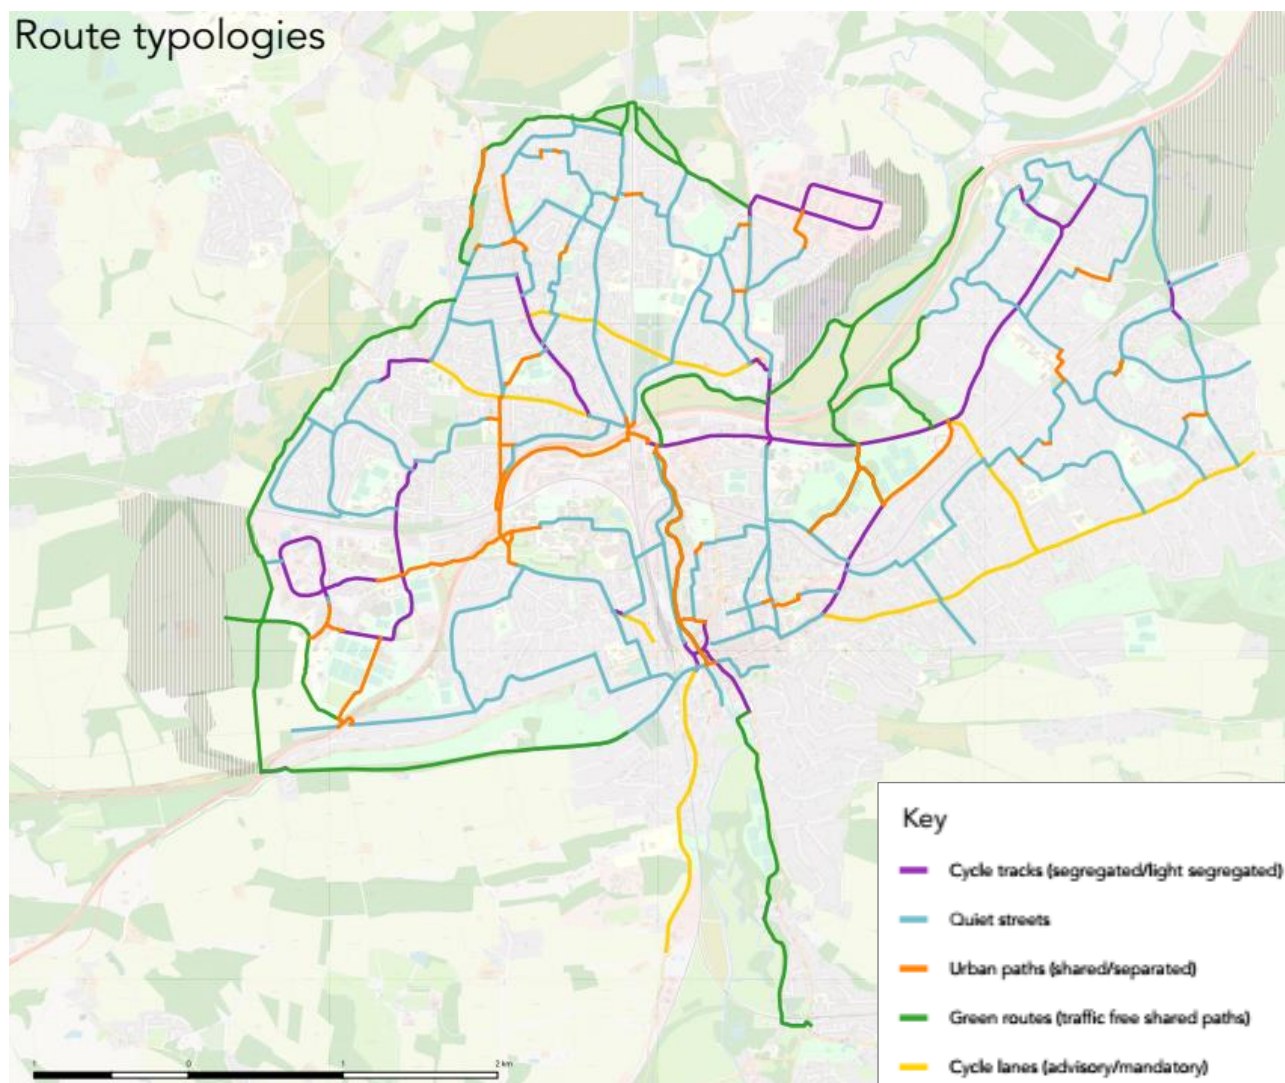 Route typologies
Key
Cycle tracks (segregated/light segregated)
Quiet streets
Urban paths (shared/separated)
Green routes (traffic free shared paths)
Cycle lanes (advisory/mandatory)
1 0 1 2 km